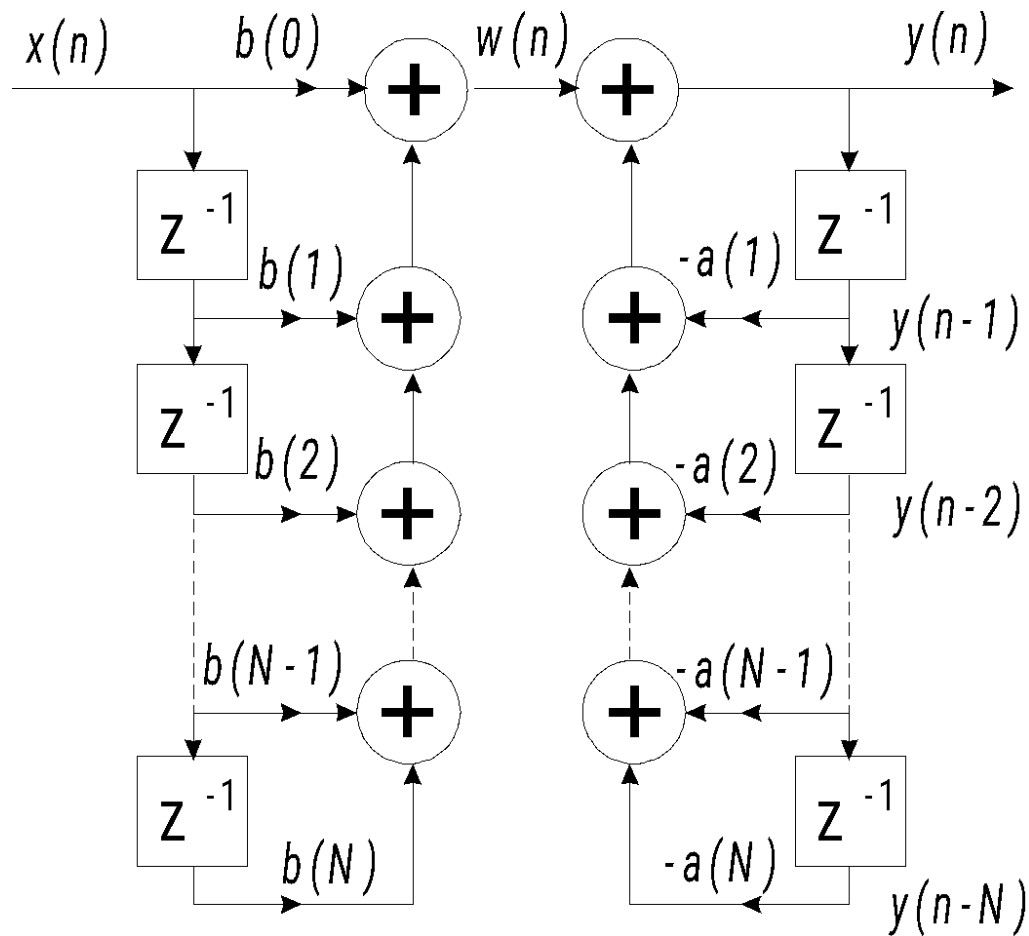 x(n) b(0) w(n) y(n)
+ +
z -1 z -1
b(1) -a(1)
+ + y(n-1)
z -1 z -1
b(2) -a(2)
+ + y(n-2)
b(N-1) -a(N-1)
+ +
z -1 z -1
b(N) -a(N)
y(n-N)